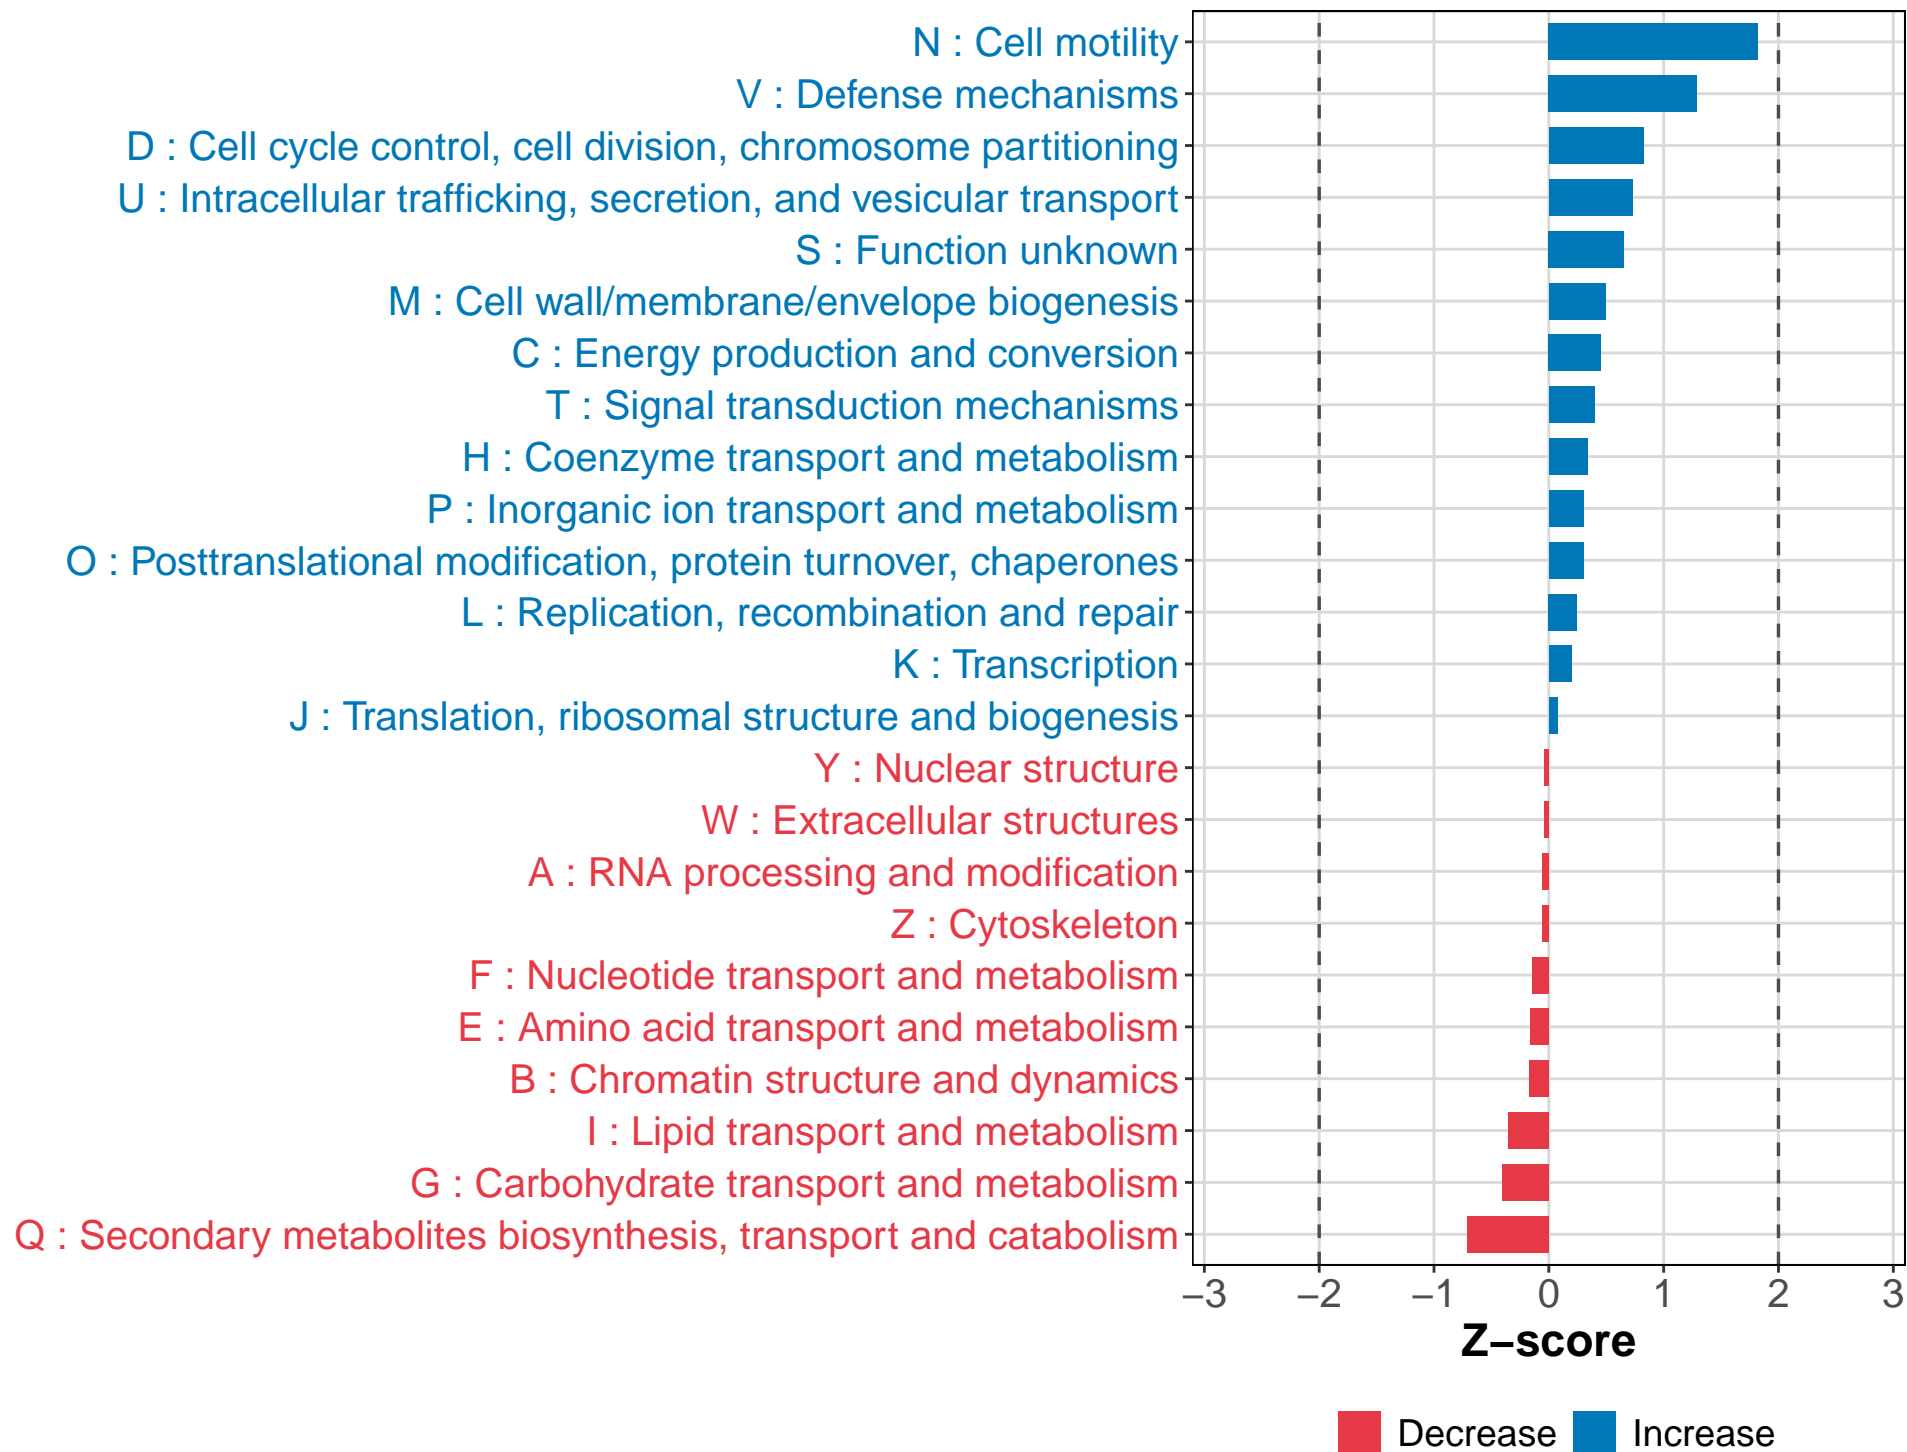 N : Cell motility
V : Defense mechanisms
D : Cell cycle control, cell division, chromosome partitioning
U : Intracellular trafficking, secretion, and vesicular transport
S : Function unknown
M : Cell wall/membrane/envelope biogenesis
C : Energy production and conversion
T : Signal transduction mechanisms
H : Coenzyme transport and metabolism
P : Inorganic ion transport and metabolism
O : Posttranslational modification, protein turnover, chaperones
L : Replication, recombination and repair
K : Transcription
J : Translation, ribosomal structure and biogenesis
Y : Nuclear structure
W : Extracellular structures
A : RNA processing and modification
Z : Cytoskeleton
F : Nucleotide transport and metabolism
E : Amino acid transport and metabolism
B : Chromatin structure and dynamics
I : Lipid transport and metabolism
G : Carbohydrate transport and metabolism
Q : Secondary metabolites biosynthesis, transport and catabolism
−3 −2 −1 0 1 2 3
Z−score
Decrease Increase